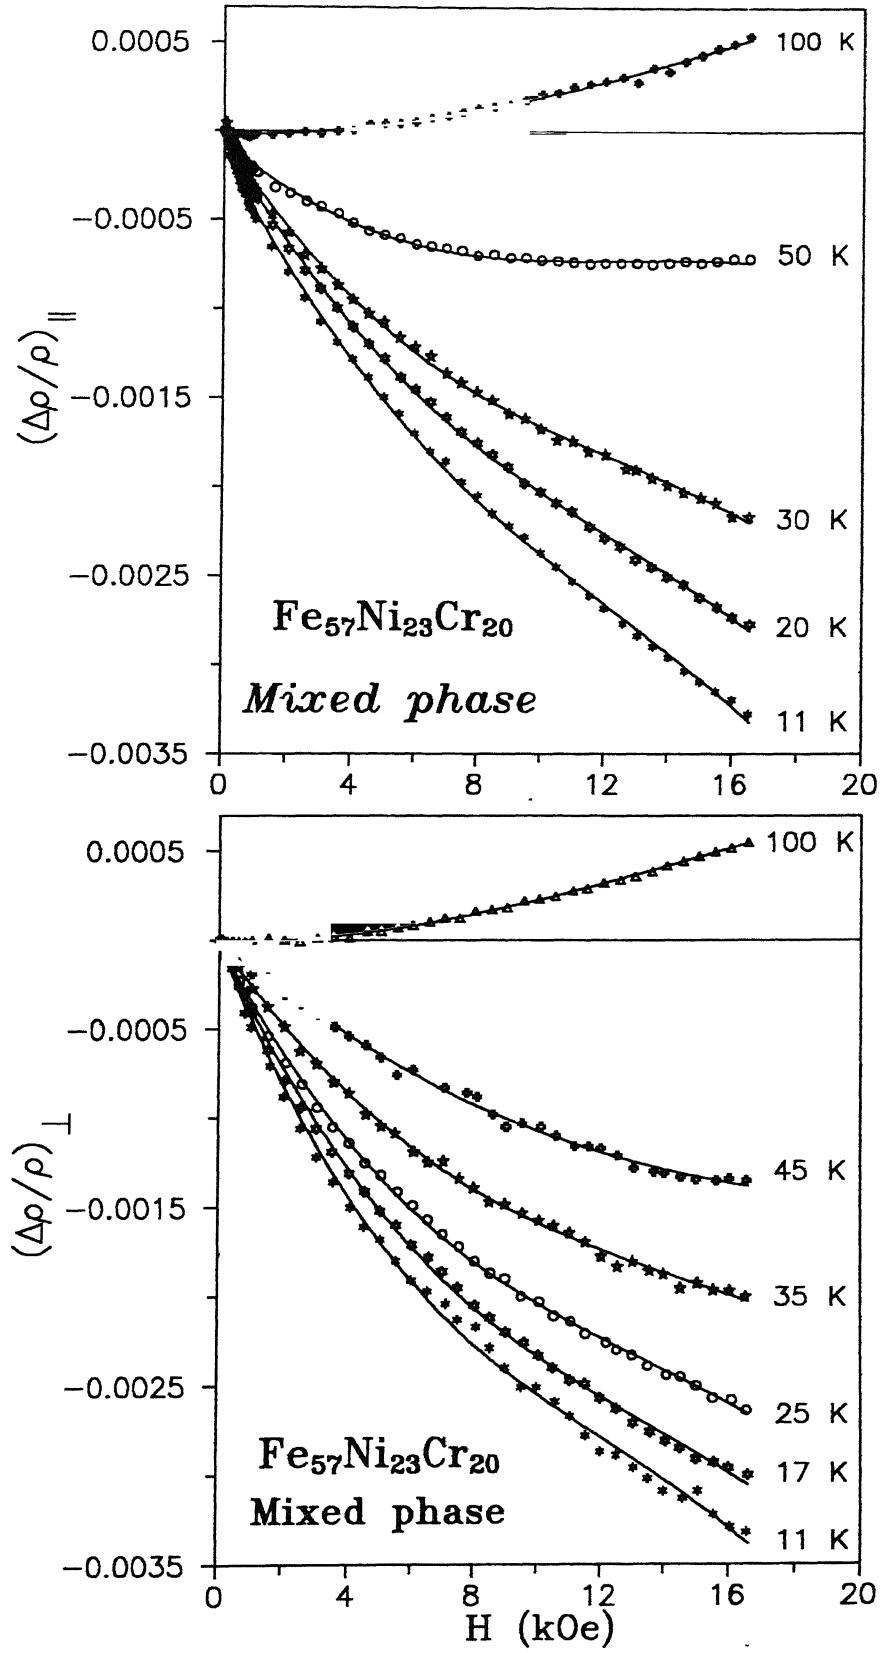 0.0005
100 K
−0.0005
50 K
(Δρ/ρ)∥
−0.0015
30 K
−0.0025
Fe₅₇Ni₂₃Cr₂₀
20 K
Mixed phase
11 K
−0.0035
0 4 8 12 16 20
0.0005
100 K
−0.0005
(Δρ/ρ)⊥
45 K
−0.0015
35 K
−0.0025
25 K
Fe₅₇Ni₂₃Cr₂₀
17 K
Mixed phase
11 K
−0.0035
0 4 8 12 16 20
H (kOe)